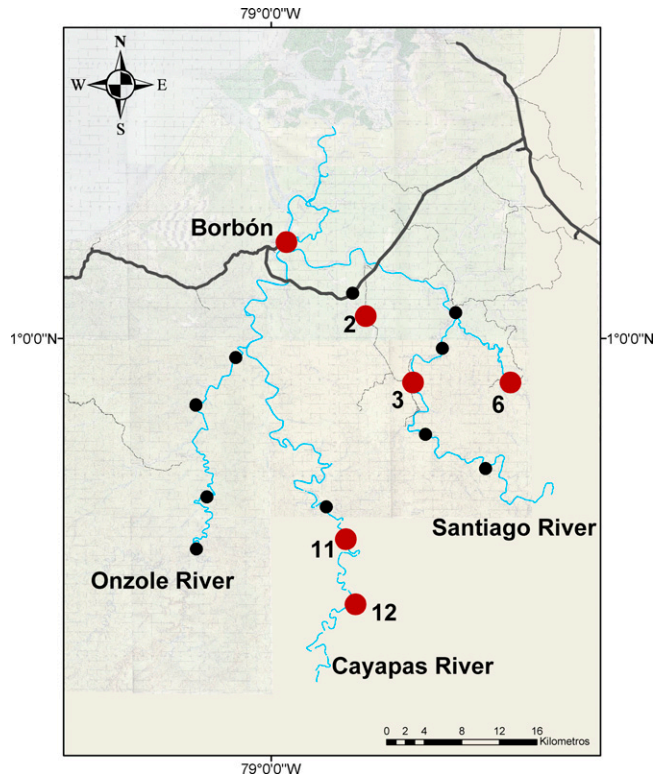 79°0'0"W
N
W E
S
Borbón
2
1°0'0"N
1°0'0"N
3
6
Santiago River
11
Onzole River
12
Cayapas River
0 2 4 8 12 16
Kilometros
79°0'0"W